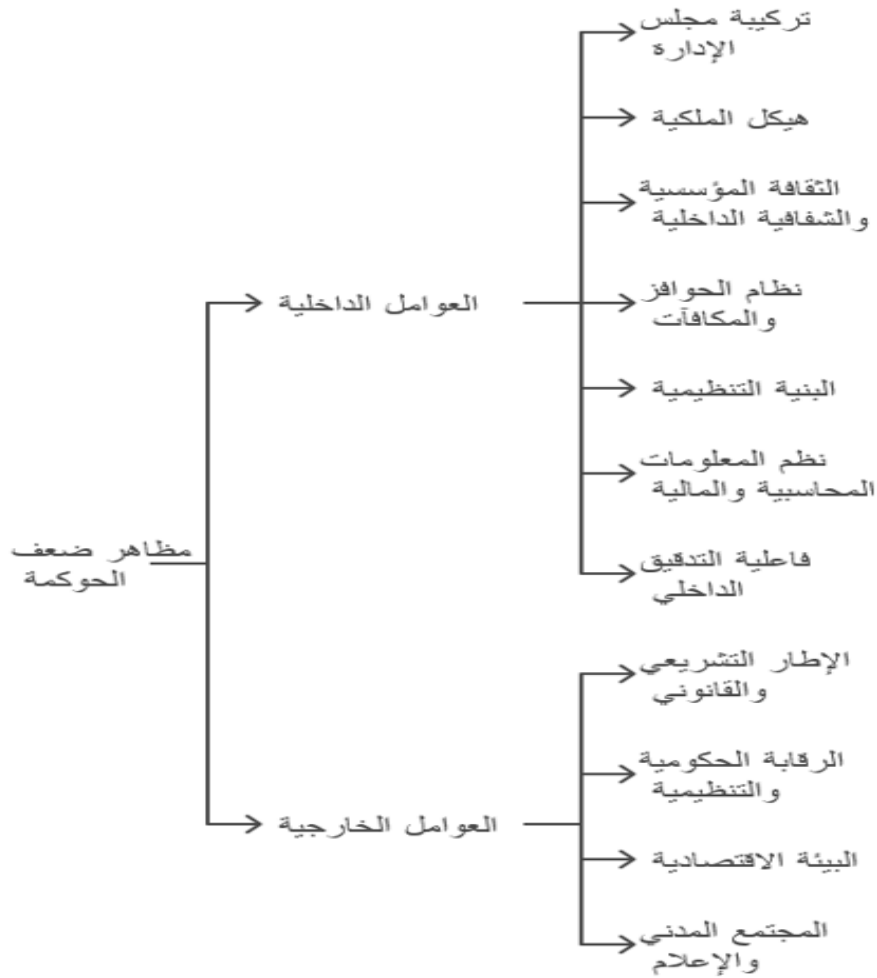 مظاهر ضعف
الحوكمة
العوامل الداخلية
تركيبة مجلس
الإدارة
هيكل الملكية
الثقافة المؤسسية
والشفافية الداخلية
نظام الحوافز
والمكافآت
البنية التنظيمية
نظم المعلومات
المحاسبية والمالية
فاعلية التدقيق
الداخلي
العوامل الخارجية
الإطار التشريعي
والقانوني
الرقابة الحكومية
والتنظيمية
البيئة الاقتصادية
المجتمع المدني
والإعلام